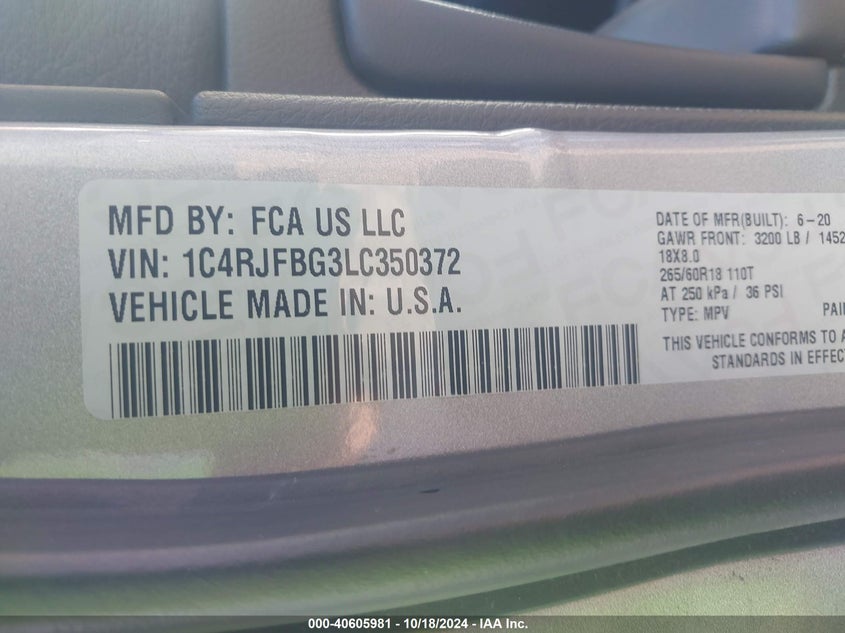 MFD BY: FCA US LLC
VIN: 1C4RJFBG3LC350372
VEHICLE MADE IN: U.S.A.
DATE OF MFR(BUILT): 6-20
GAWR FRONT: 3200 LB / 1452
18X8.0
265/60R18 110T
AT 250 kPa / 36 PSI
TYPE: MPV PAI
THIS VEHICLE CONFORMS TO A
STANDARDS IN EFFEC
000-40605981 - 10/18/2024 - IAA Inc.